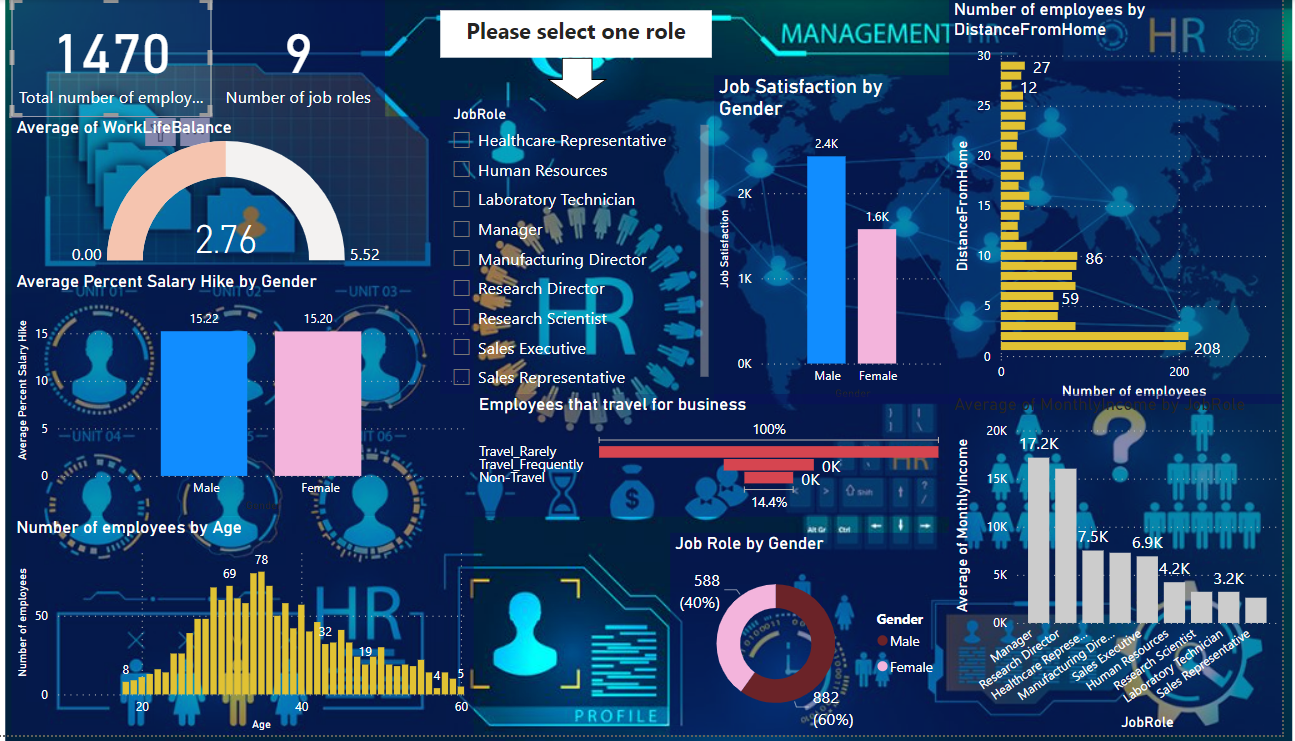 1470
Total number of employ...
9
Number of job roles
Please select one role
MANAGEMENT HR
HR
Number of employees by
DistanceFromHome
30
25
20
15
10
5
0
DistanceFromHome
27
12
86
59
208
0
200
Number of employees
Average of WorkLifeBalance
2.76
0.00
5.52
JobRole
Healthcare Representative
Human Resources
Laboratory Technician
Manager
Manufacturing Director
Research Director
Research Scientist
Sales Executive
Sales Representative
HR
Job Satisfaction by
Gender
Job Satisfaction
2K
1K
0K
2.4K
1.6K
Male
Female
Gender
Average Percent Salary Hike by Gender
UNIT 01
UNIT 02
UNIT 03
UNIT 04
06
Average Percent Salary Hike
15
10
5
0
15.22
15.20
Male
Female
Employees that travel for business
100%
Travel_Rarely
Travel_Frequently
Non-Travel
0K
0K
14.4%
HR
Shift
Alt Gr
Ctrl
Average of MonthlyIncome by JobRole
Average of MonthlyIncome
20K
15K
10K
5K
0K
17.2K
7.5K
6.9K
4.2K
3.2K
Manager
Research Director
Healthcare Represe...
Manufacturing Dire...
Sales Executive
Human Resources
Research Scientist
Laboratory Technician
Sales Representative
JobRole
Number of employees by Age
Number of employees
50
0
8
69
78
32
19
4
5
20
40
60
Age
HR
PROFILE
Job Role by Gender
588
(40%)
882
(60%)
Gender
Male
Female